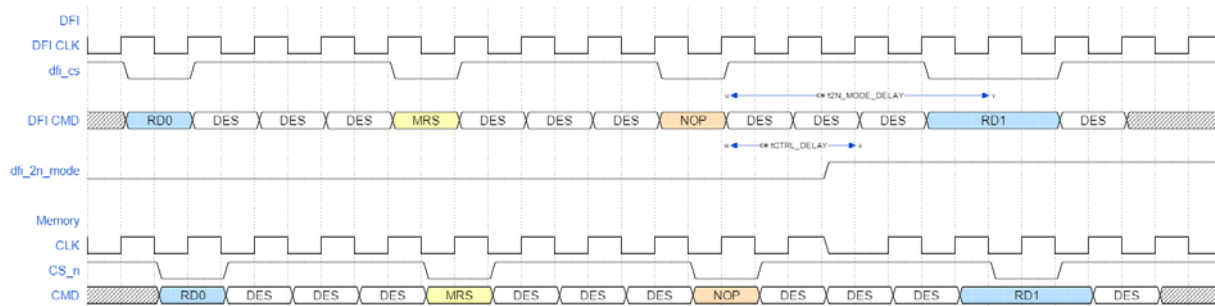 DFI
DFI CLK
dfi_cs
<= t2N_MODE_DELAY
DFI CMD RD0 DES DES DES MRS DES DES DES NOP DES DES DES RD1 DES
<= tCTRL_DELAY
dfi_2n_mode
Memory
CLK
CS_n
CMD RD0 DES DES DES MRS DES DES DES NOP DES DES DES RD1 DES